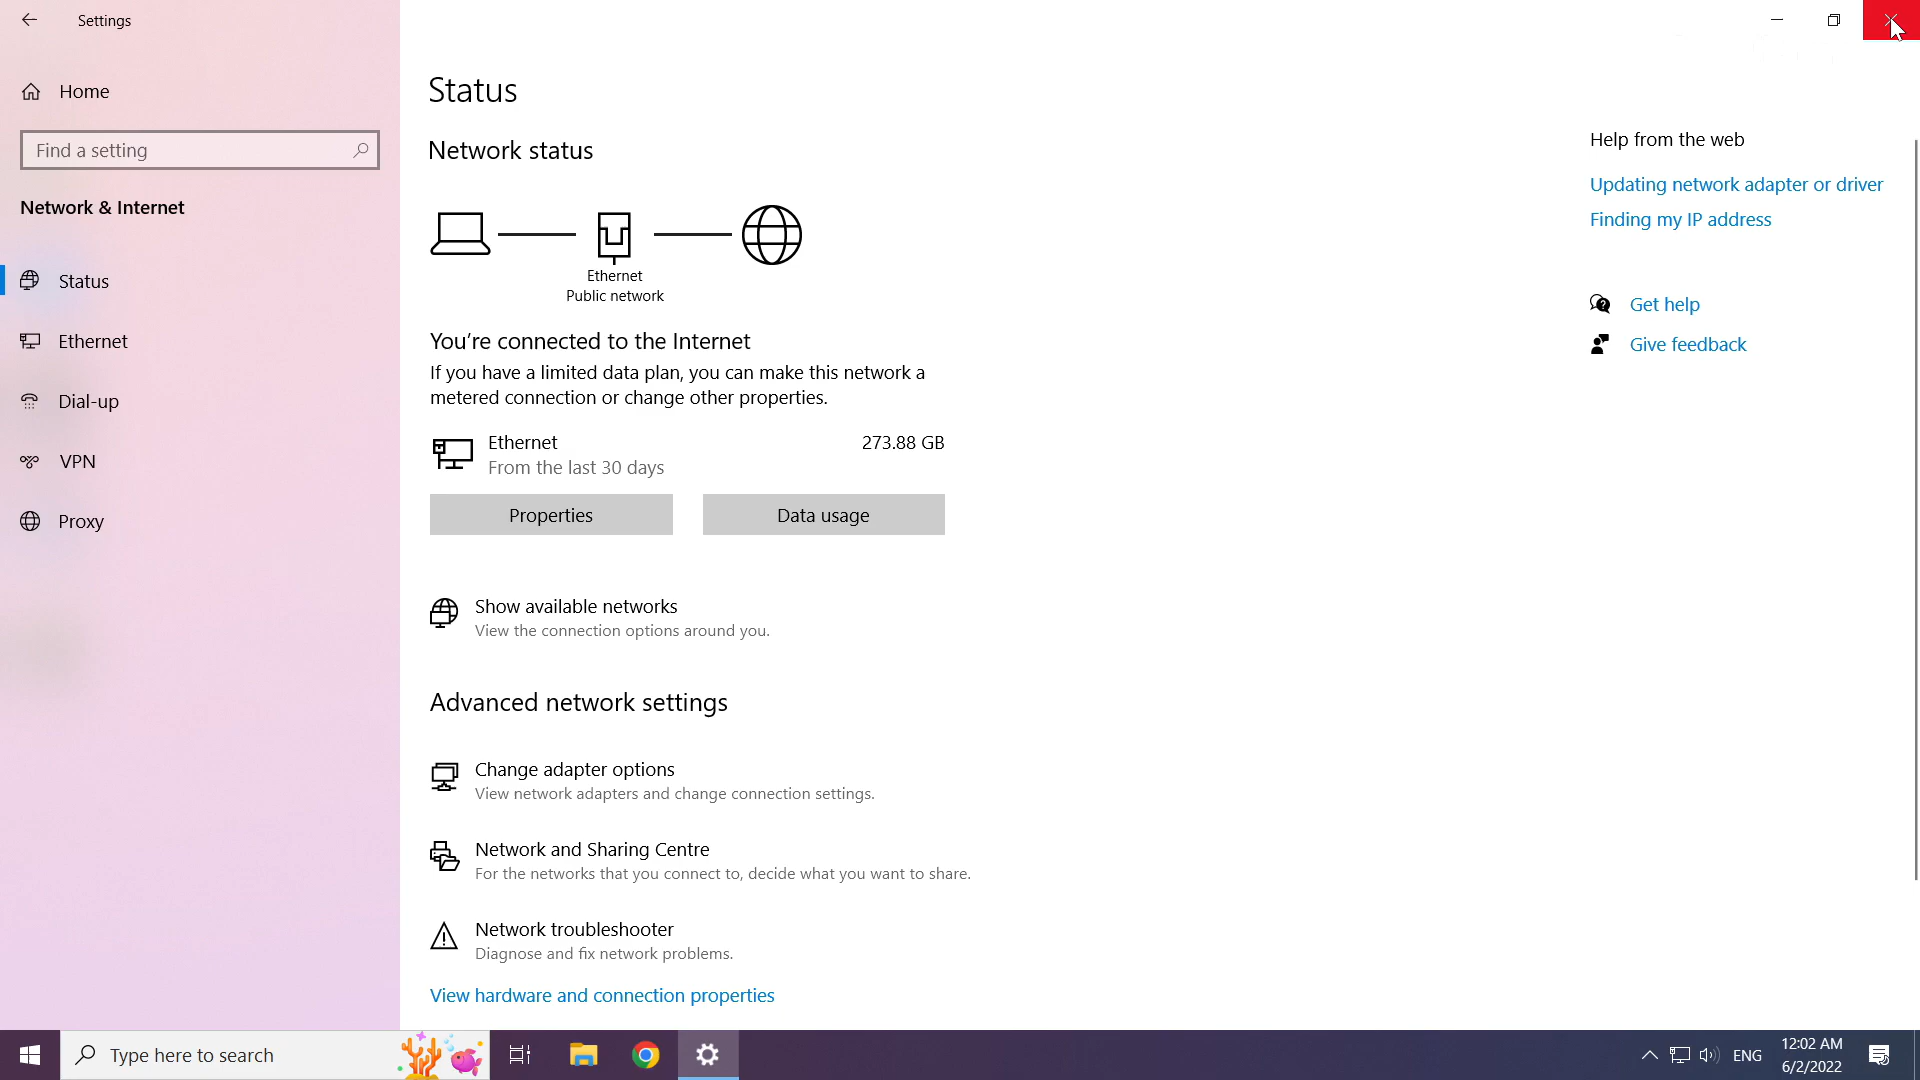 Settings
Home
Find a setting
Network & Internet
Status
Ethernet
Dial-up
VPN
Proxy
Status
Network status
Ethernet
Public network
You're connected to the Internet
If you have a limited data plan, you can make this network a
metered connection or change other properties.
Ethernet 273.88 GB
From the last 30 days
Properties Data usage
Show available networks
View the connection options around you.
Advanced network settings
Change adapter options
View network adapters and change connection settings.
Network and Sharing Centre
For the networks that you connect to, decide what you want to share.
Network troubleshooter
Diagnose and fix network problems.
View hardware and connection properties
Help from the web
Updating network adapter or driver
Finding my IP address
Get help
Give feedback
Type here to search
ENG
12:02 AM
6/2/2022